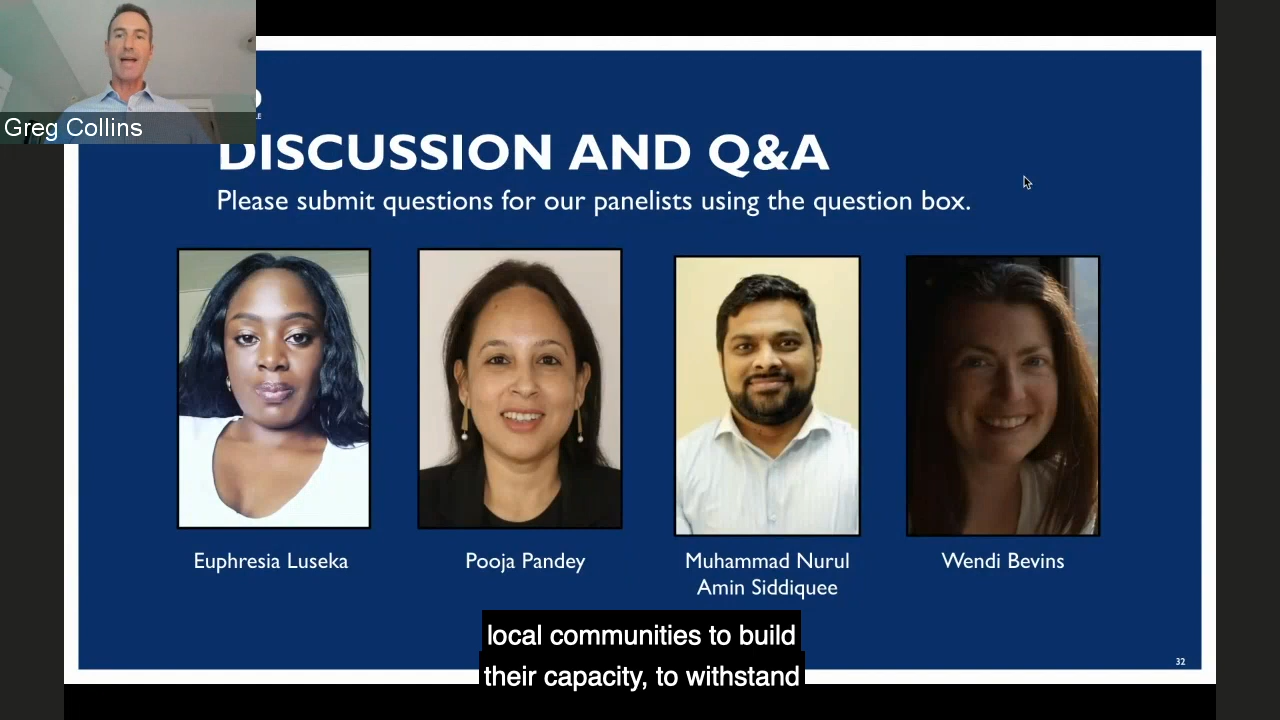 Greg Collins
DISCUSSION AND Q&A
Please submit questions for our panelists using the question box.
Euphresia Luseka
Pooja Pandey
Muhammad Nurul
Amin Siddiquee
Wendi Bevins
local communities to build
their capacity, to withstand
32